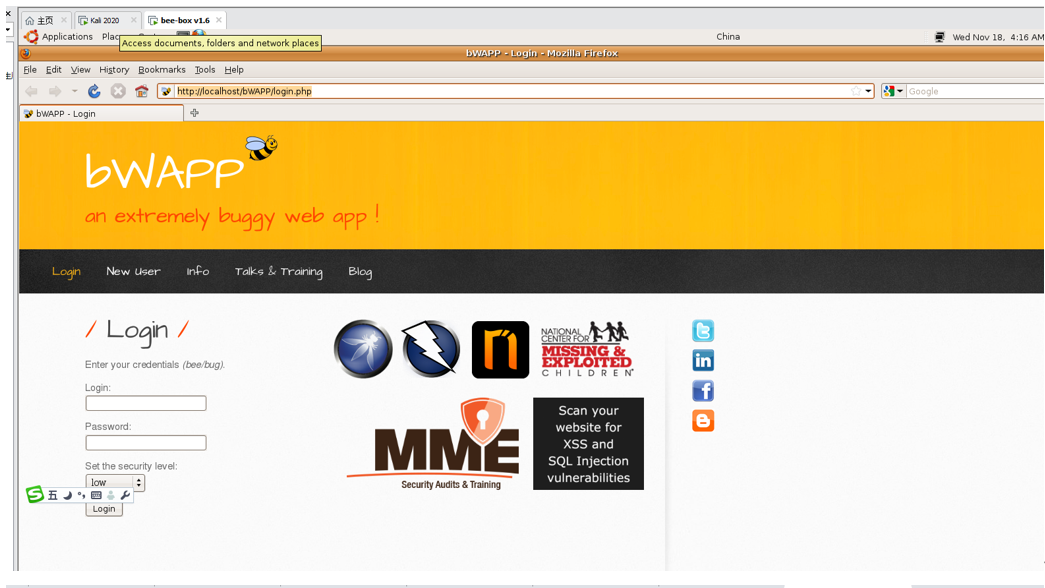 主页
Kali 2020
bee-box v1.6
Applications
China
Wed Nov 18, 4:16 AM
Access documents, folders and network places
bWAPP - Login - Mozilla Firefox
File Edit View History Bookmarks Tools Help
http://localhost/bWAPP/login.php
Google
bWAPP - Login
bWAPP
an extremely buggy web app !
Login New User Info Talks & Training Blog
/ Login /
Enter your credentials (bee/bug).
Login:
Password:
Set the security level:
low
五
Login
NATIONAL
CENTER FOR
MISSING &
EXPLOITED
CHILDREN
MME
Security Audits & Training
Scan your
website for
XSS and
SQL Injection
vulnerabilities